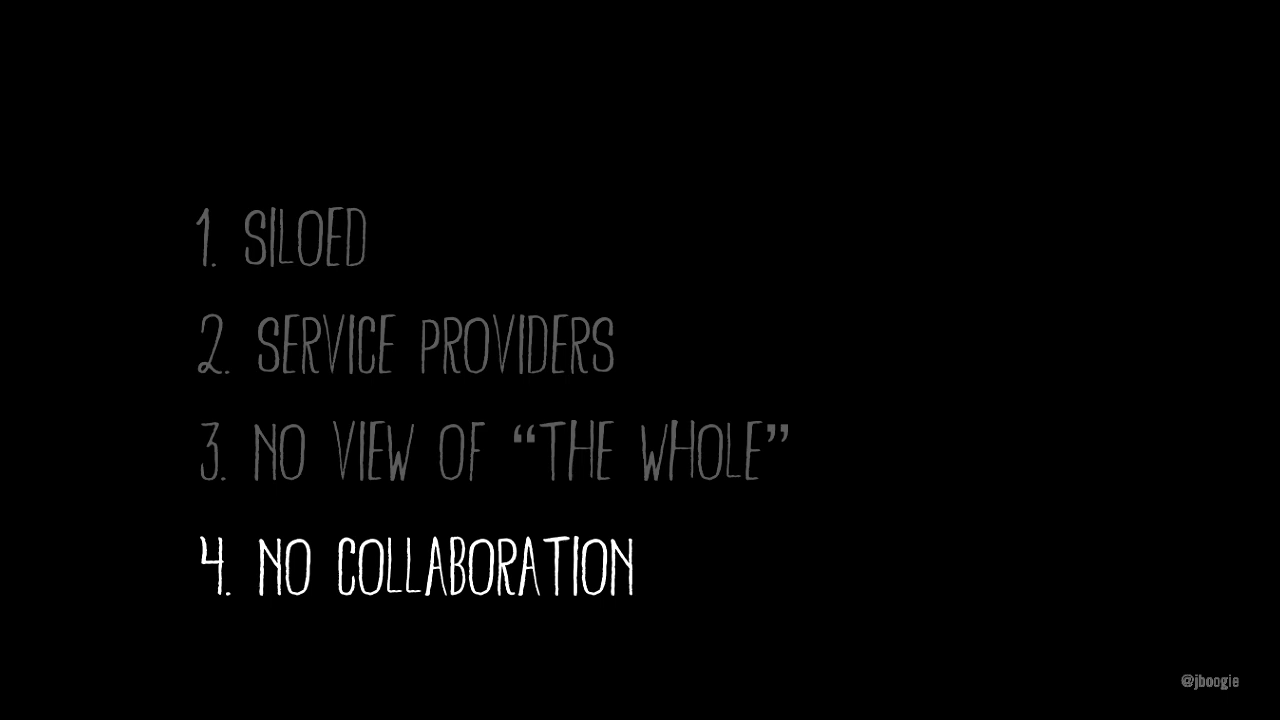 1. SILOED
2. SERVICE PROVIDERS
3. NO VIEW OF “THE WHOLE”
4. NO COLLABORATION
@jboogie